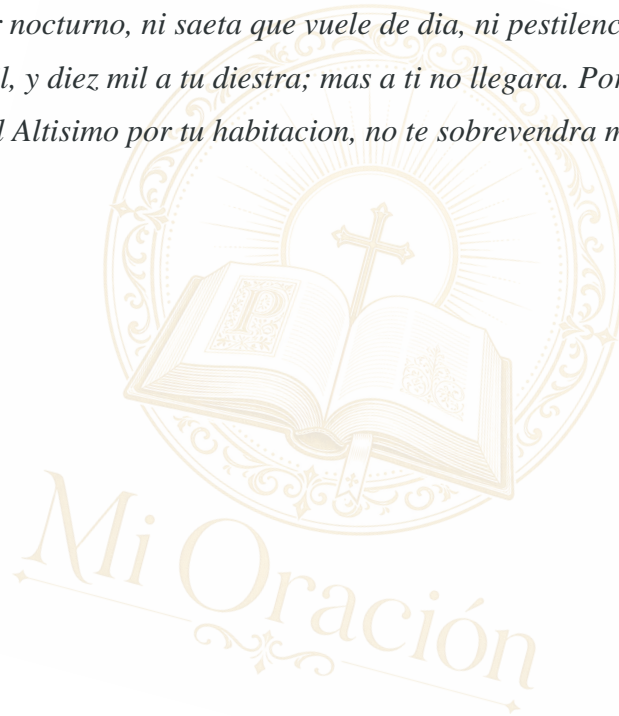 nocturno, ni saeta que vuele de dia, ni pestilenc
l, y diez mil a tu diestra; mas a ti no llegara. Por
l Altisimo por tu habitacion, no te sobrevendra m
P
Mi Oración